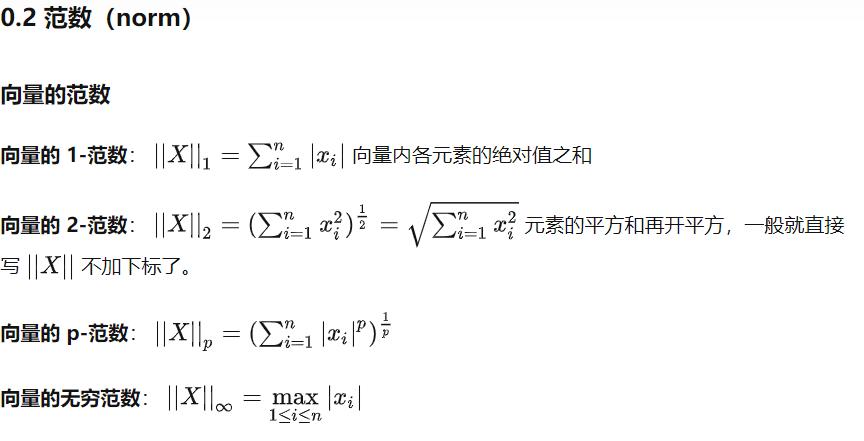 0.2 范数（norm）
向量的范数
向量的 1-范数： $||X||_1 = \sum_{i=1}^{n} |x_i|$ 向量内各元素的绝对值之和
向量的 2-范数： $||X||_2 = (\sum_{i=1}^{n} x_i^2)^{\frac{1}{2}} = \sqrt{\sum_{i=1}^{n} x_i^2}$ 元素的平方和再开平方，一般就直接
写 $||X||$ 不加下标了。
向量的 p-范数： $||X||_p = (\sum_{i=1}^{n} |x_i|^p)^{\frac{1}{p}}$
向量的无穷范数： $||X||_\infty = \max_{1 \le i \le n} |x_i|$